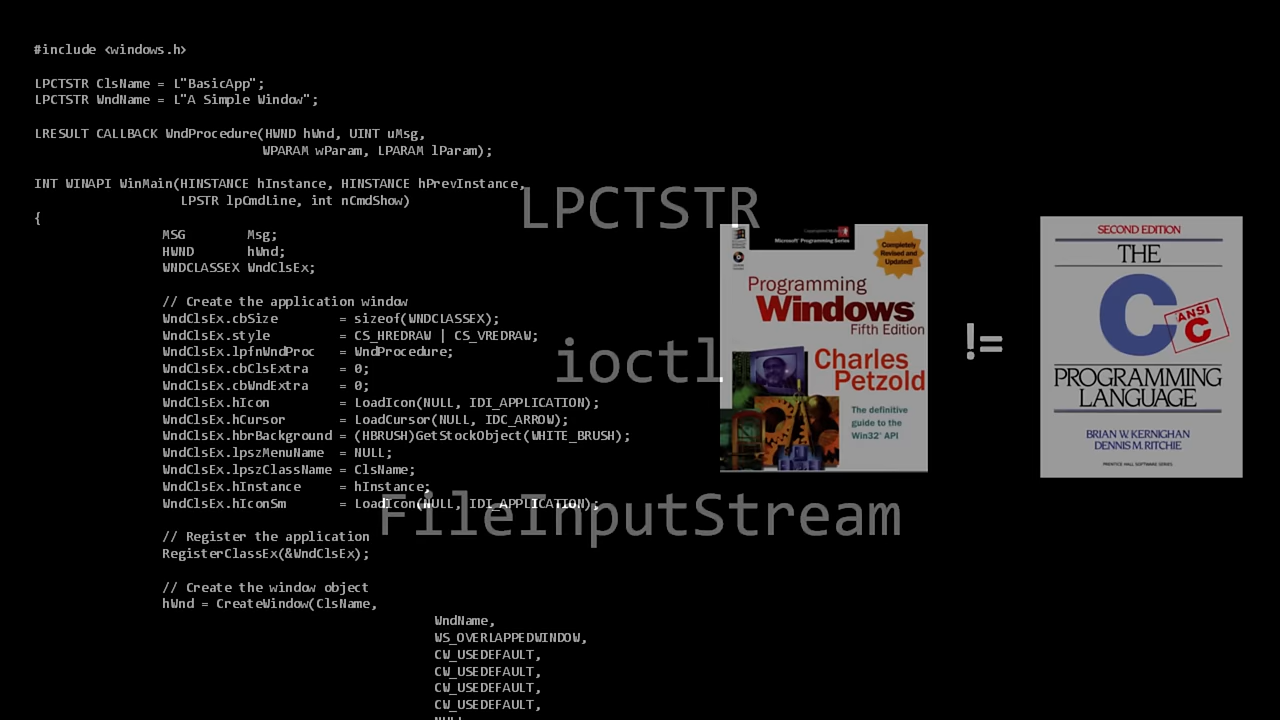 #include <windows.h>
LPCTSTR ClsName = L"BasicApp";
LPCTSTR WndName = L"A Simple Window";
LRESULT CALLBACK WndProcedure(HWND hWnd, UINT uMsg,
WPARAM wParam, LPARAM lParam);
INT WINAPI WinMain(HINSTANCE hInstance, HINSTANCE hPrevInstance,
LPSTR lpCmdLine, int nCmdShow)
{
MSG Msg;
HWND hWnd;
WNDCLASSEX WndClsEx;
// Create the application window
WndClsEx.cbSize = sizeof(WNDCLASSEX);
WndClsEx.style = CS_HREDRAW | CS_VREDRAW;
WndClsEx.lpfnWndProc = WndProcedure;
WndClsEx.cbClsExtra = 0;
WndClsEx.cbWndExtra = 0;
WndClsEx.hIcon = LoadIcon(NULL, IDI_APPLICATION);
WndClsEx.hCursor = LoadCursor(NULL, IDC_ARROW);
WndClsEx.hbrBackground = (HBRUSH)GetStockObject(WHITE_BRUSH);
WndClsEx.lpszMenuName = NULL;
WndClsEx.lpszClassName = ClsName;
WndClsEx.hInstance = hInstance;
WndClsEx.hIconSm = LoadIcon(NULL, IDI_APPLICATION);
// Register the application
RegisterClassEx(&WndClsEx);
// Create the window object
hWnd = CreateWindow(ClsName,
WndName,
WS_OVERLAPPEDWINDOW,
CW_USEDEFAULT,
CW_USEDEFAULT,
CW_USEDEFAULT,
CW_USEDEFAULT,
NULL,
LPCTSTR
ioctl
FileInputStream
Microsoft Programming Series
Completely
Revised and
Updated!
Programming
Windows®
Fifth Edition
Charles
Petzold
The definitive
guide to the
Win32® API
!=
SECOND EDITION
THE
C
ANSI
C
PROGRAMMING
LANGUAGE
BRIAN W. KERNIGHAN
DENNIS M. RITCHIE
PRENTICE HALL SOFTWARE SERIES